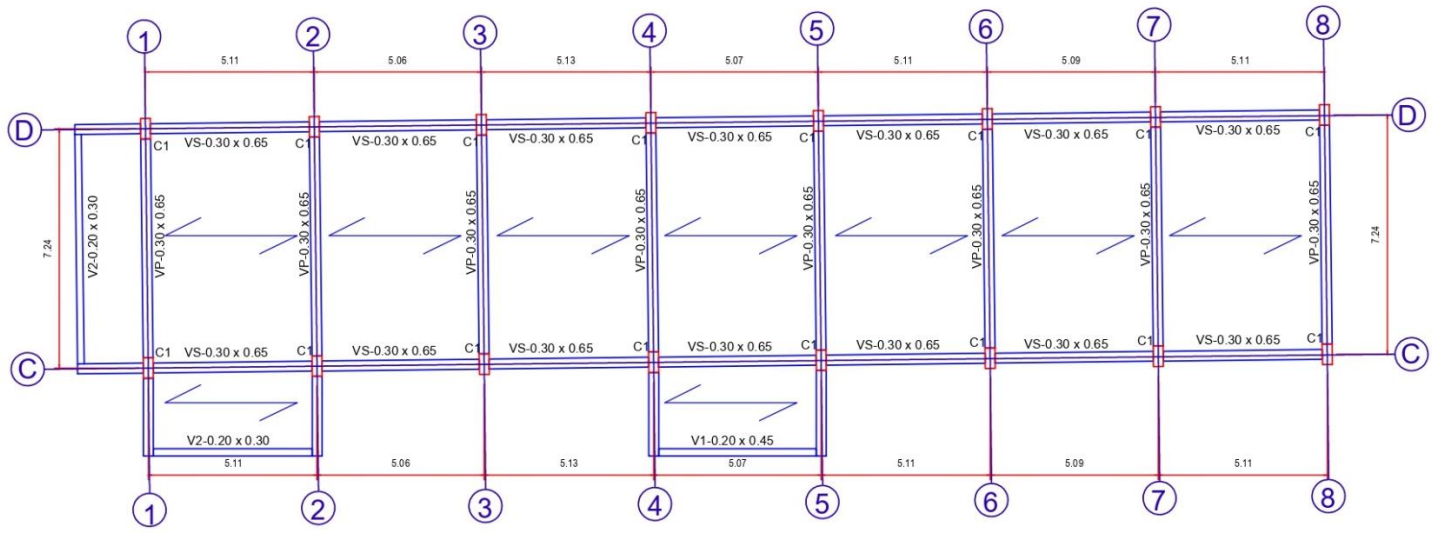 1 2 3 4 5 6 7 8
5.11 5.06 5.13 5.07 5.11 5.09 5.11
D D
C1 VS-0.30 x 0.65 C1 VS-0.30 x 0.65 C1 VS-0.30 x 0.65 C1 VS-0.30 x 0.65 C1 VS-0.30 x 0.65 C1 VS-0.30 x 0.65 C1 VS-0.30 x 0.65 C1
7.24 V2-0.20 x 0.30 VP-0.30 x 0.65 VP-0.30 x 0.65 VP-0.30 x 0.65 VP-0.30 x 0.65 VP-0.30 x 0.65 VP-0.30 x 0.65 VP-0.30 x 0.65 VP-0.30 x 0.65 7.24
C1 VS-0.30 x 0.65 C1 VS-0.30 x 0.65 C1 VS-0.30 x 0.65 C1 VS-0.30 x 0.65 C1 VS-0.30 x 0.65 C1 VS-0.30 x 0.65 C1 VS-0.30 x 0.65 C1
C C
V2-0.20 x 0.30 V1-0.20 x 0.45
5.11 5.06 5.13 5.07 5.11 5.09 5.11
1 2 3 4 5 6 7 8